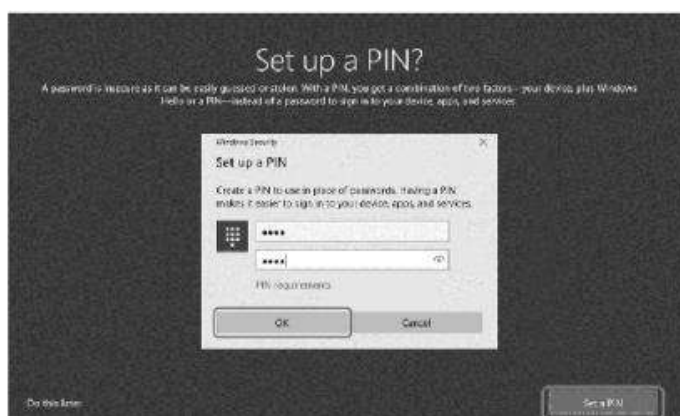 Set up a PIN?
A password is insecure as it can be easily guessed or stolen. With a PIN, you get a combination of two factors—your device, plus Windows
Hello or a PIN—instead of a password to sign in to your device, apps, and services.
Windows Security
Set up a PIN
Create a PIN to use in place of passwords. Having a PIN
makes it easier to sign in to your device, apps, and services.
PIN requirements
OK Cancel
Do this later Set a PIN